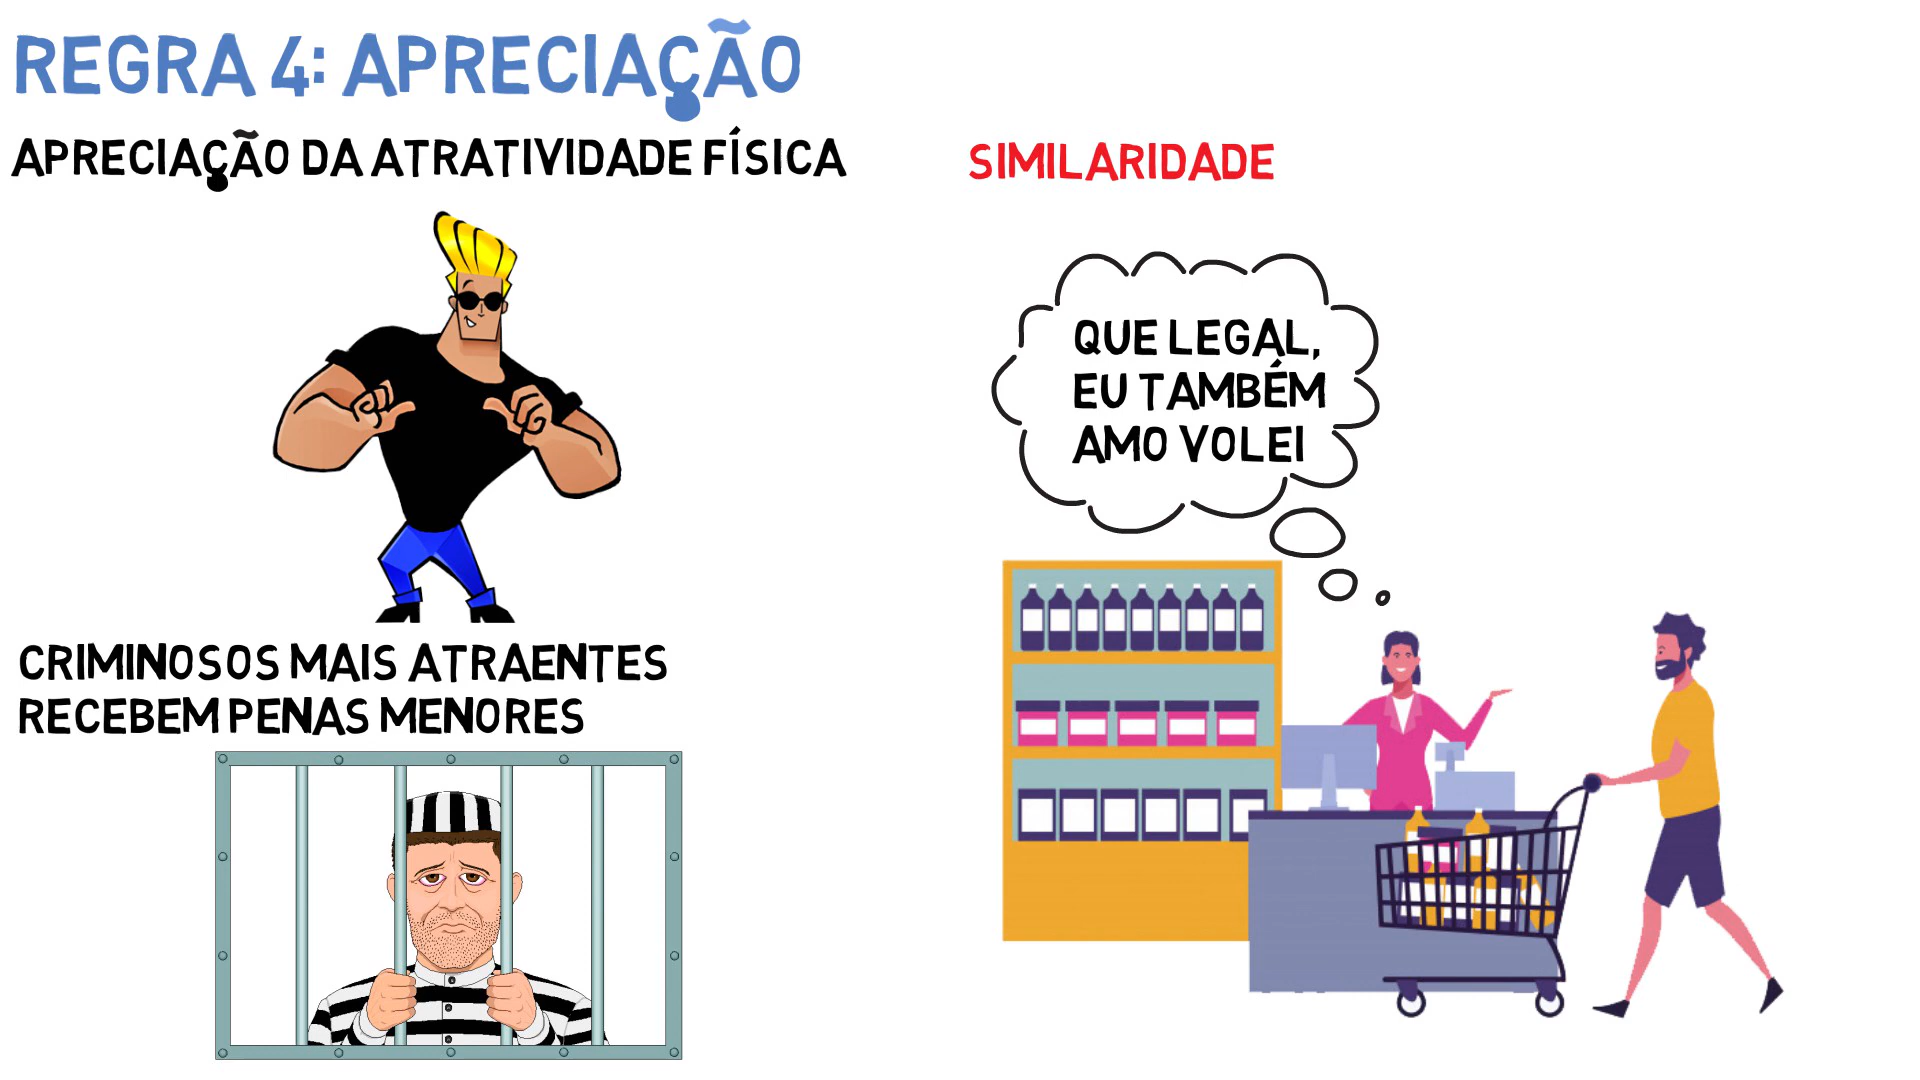 REGRA 4: APRECIAÇÃO
APRECIAÇÃO DA ATRATIVIDADE FÍSICA
CRIMINOSOS MAIS ATRAENTES
RECEBEM PENAS MENORES
SIMILARIDADE
QUE LEGAL,
EU TAMBÉM
AMO VOLEI